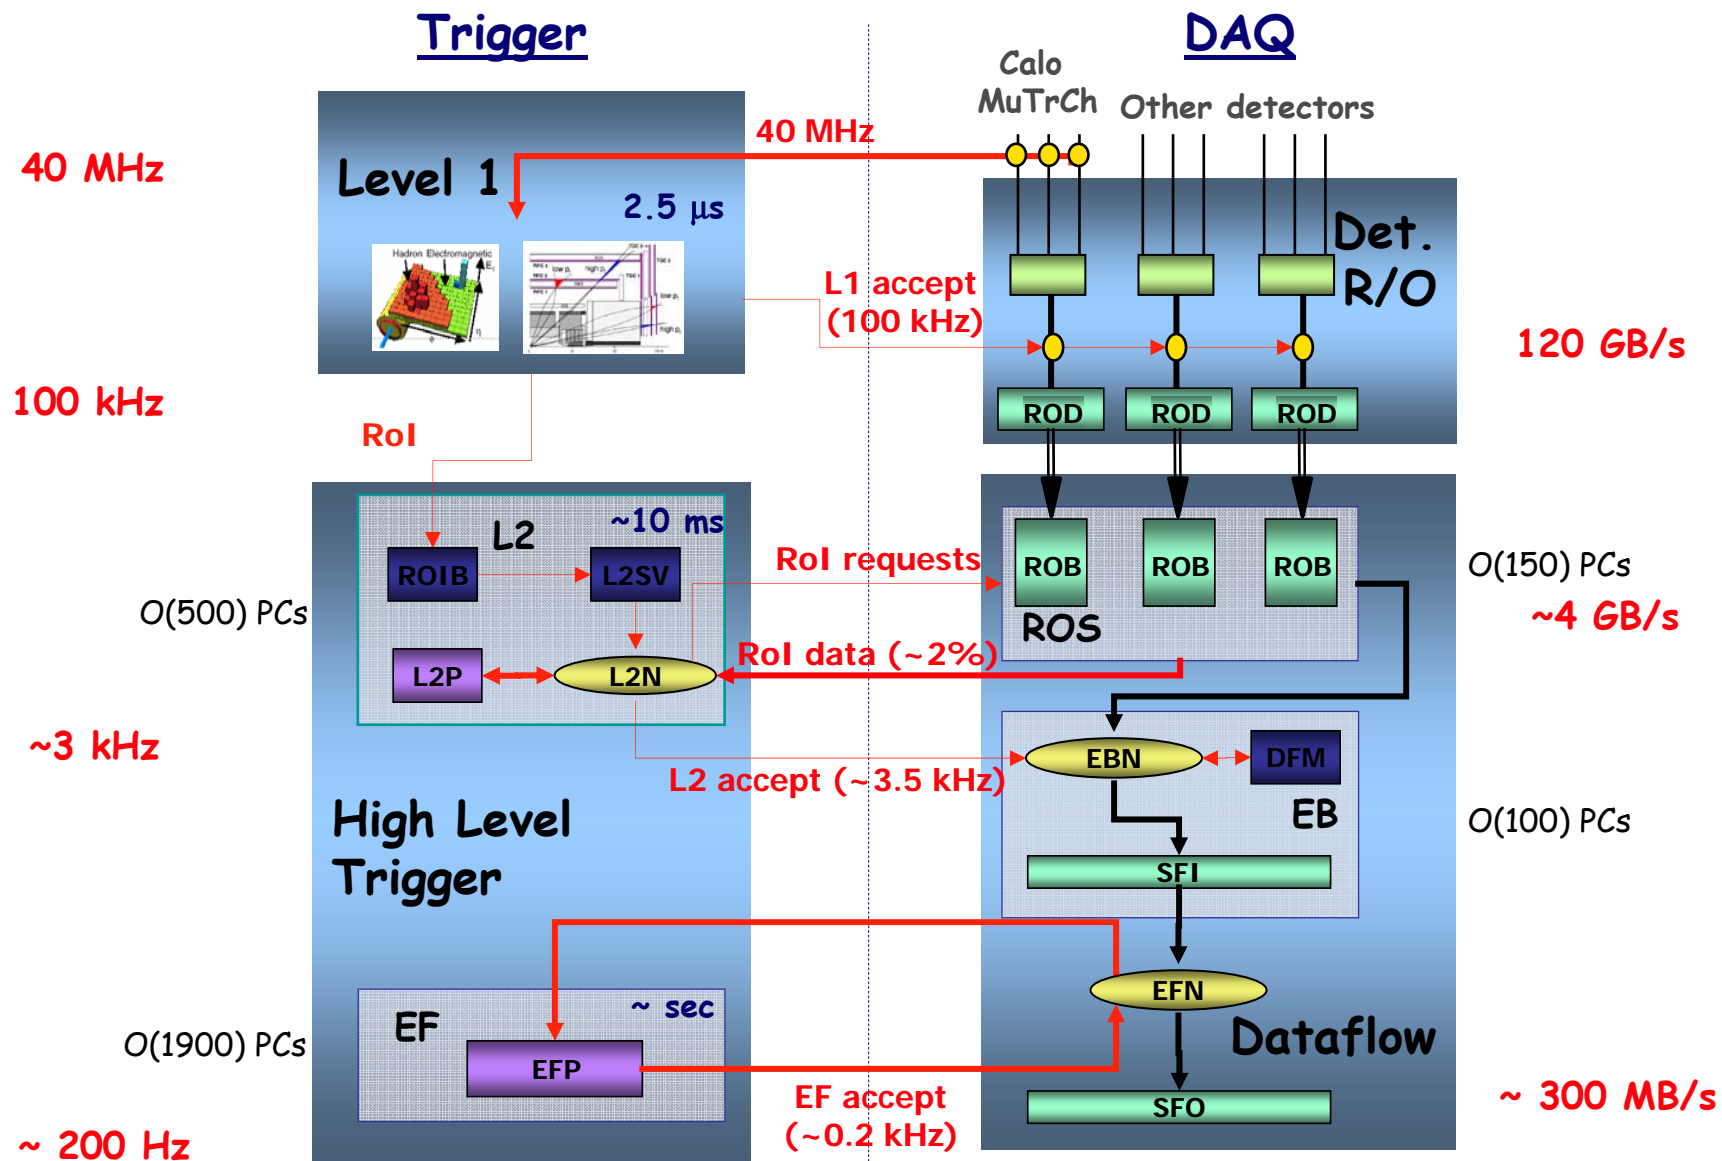 Trigger
DAQ
Calo
MuTrCh
Other detectors
40 MHz
40 MHz
Level 1
2.5 μs
Det.
R/O
Hadron Electromagnetic
low p
high p
L1 accept
(100 kHz)
120 GB/s
100 kHz
ROD
ROD
ROD
RoI
L2
~10 ms
ROIB
L2SV
RoI requests
ROB
ROB
ROB
O(150) PCs
O(500) PCs
~4 GB/s
ROS
RoI data (~2%)
L2P
L2N
~3 kHz
EBN
DFM
L2 accept (~3.5 kHz)
EB
High Level
Trigger
O(100) PCs
SFI
EFN
~ sec
EF
Dataflow
O(1900) PCs
EFP
EF accept
(~0.2 kHz)
SFO
~ 300 MB/s
~ 200 Hz